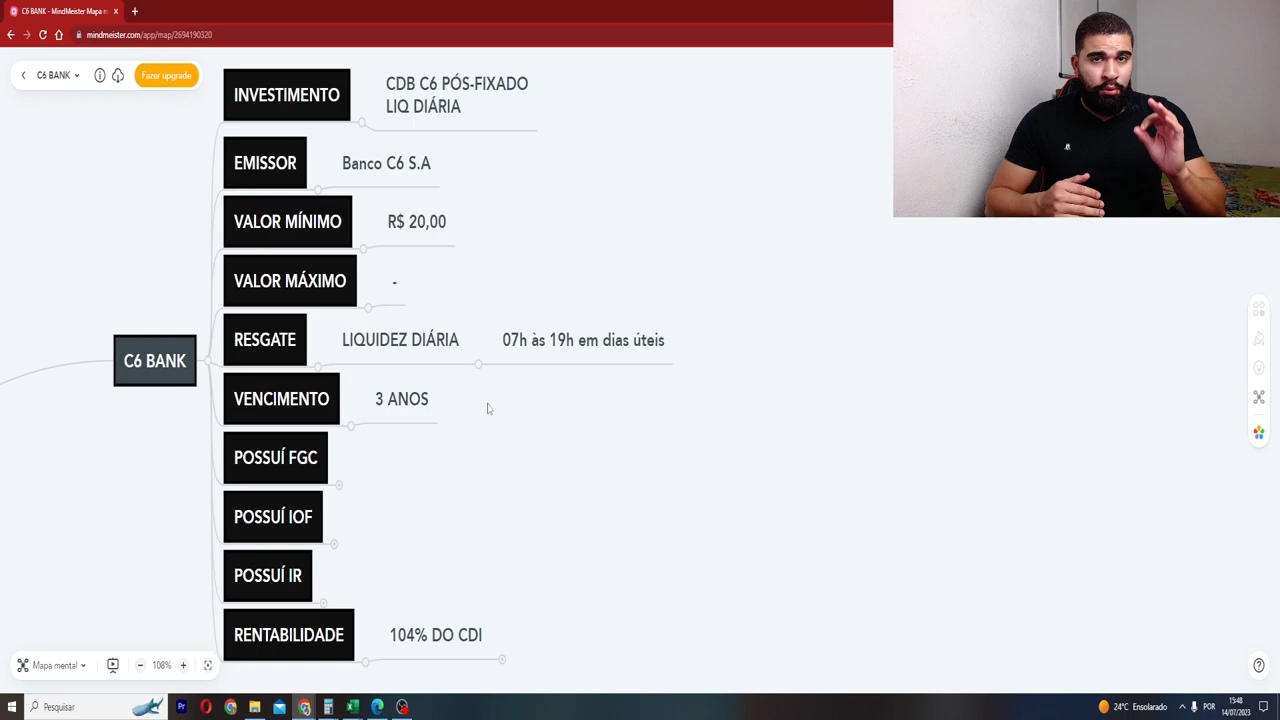 C6 BANK - MindMeister Mapa m
mindmeister.com/app/map/2694190320
C6 BANK
Fazer upgrade
INVESTIMENTO
CDB C6 PÓS-FIXADO
LIQ DIÁRIA
EMISSOR
Banco C6 S.A
VALOR MÍNIMO
R$ 20,00
VALOR MÁXIMO
-
RESGATE
LIQUIDEZ DIÁRIA
07h às 19h em dias úteis
C6 BANK
VENCIMENTO
3 ANOS
POSSUÍ FGC
POSSUÍ IOF
POSSUÍ IR
RENTABILIDADE
104% DO CDI
Mapa mental
108%
Pesquisar
24°C Ensolarado
POR
15:48
14/07/2023